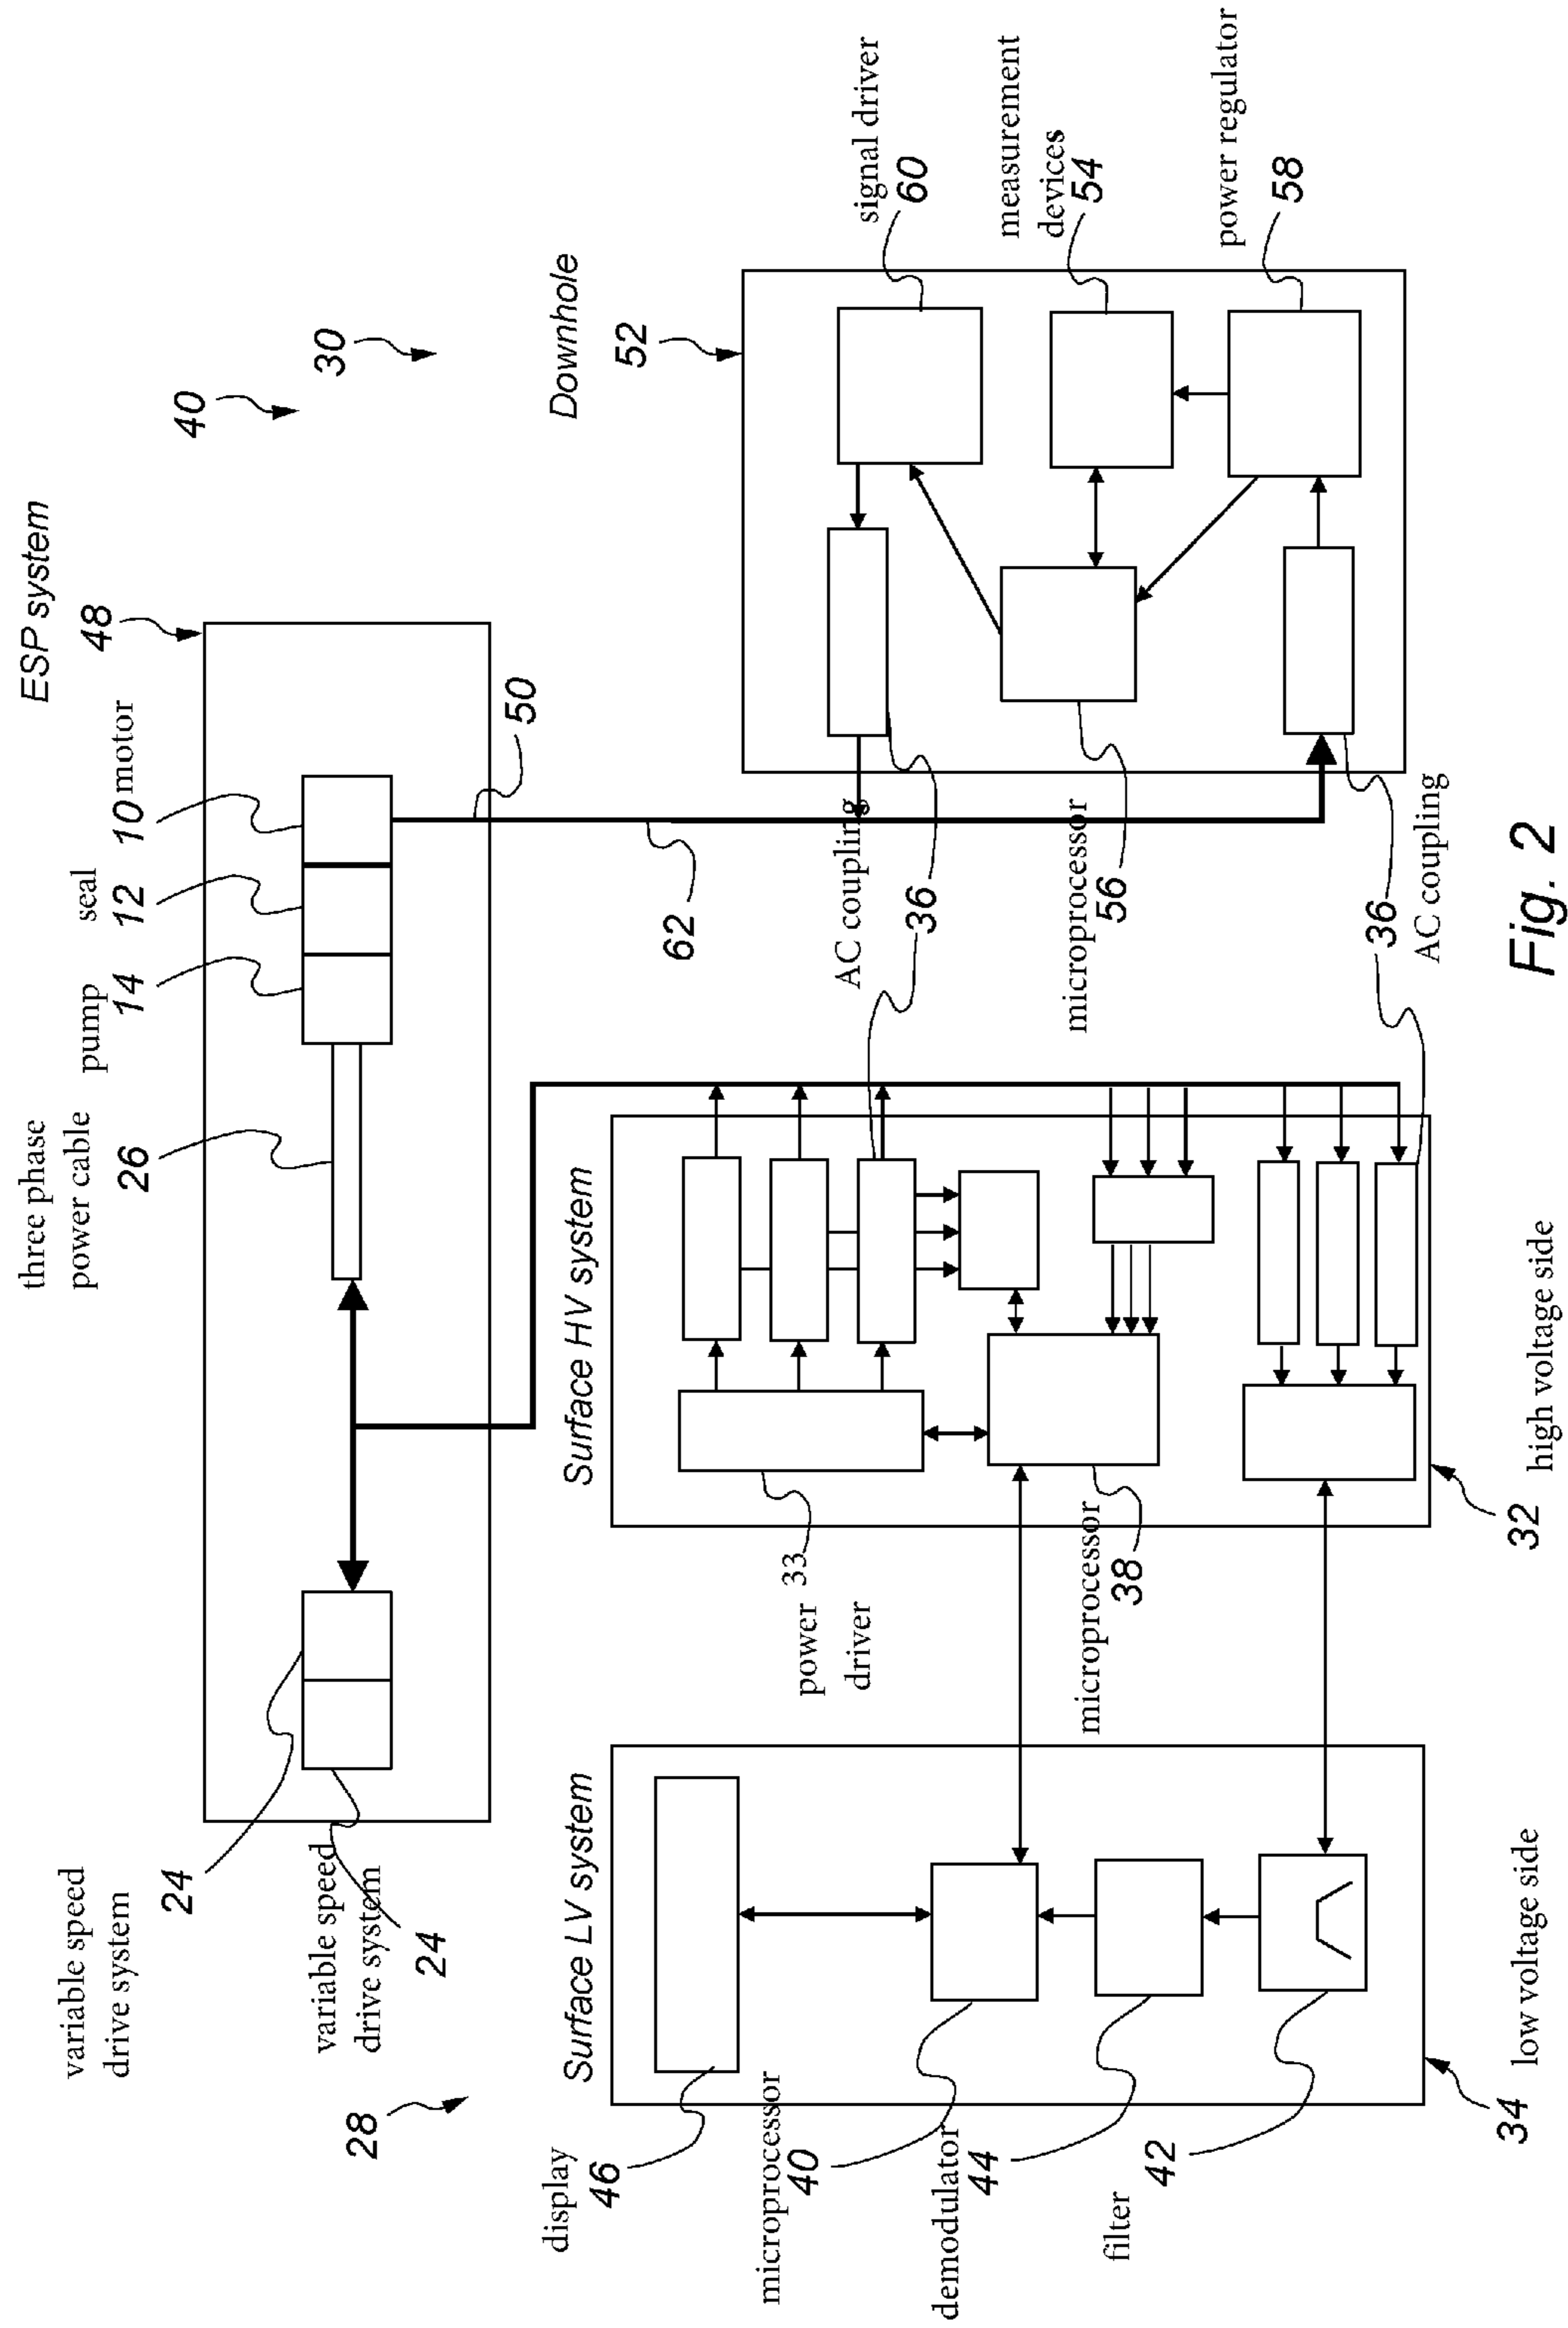 ESP system
48
40
30
three phase
power cable
26
pump
14
seal
12
10 motor
variable speed
drive system
24
variable speed
drive system
24
50
62
28
Surface LV system
display
46
microprocessor
40
demodulator
44
filter
42
34
low voltage side
Surface HV system
33
power
driver
microprocessor
38
32
high voltage side
AC coupling
36
microprocessor
56
36
AC coupling
Downhole
52
signal driver
60
measurement
devices
54
power regulator
58
Fig. 2